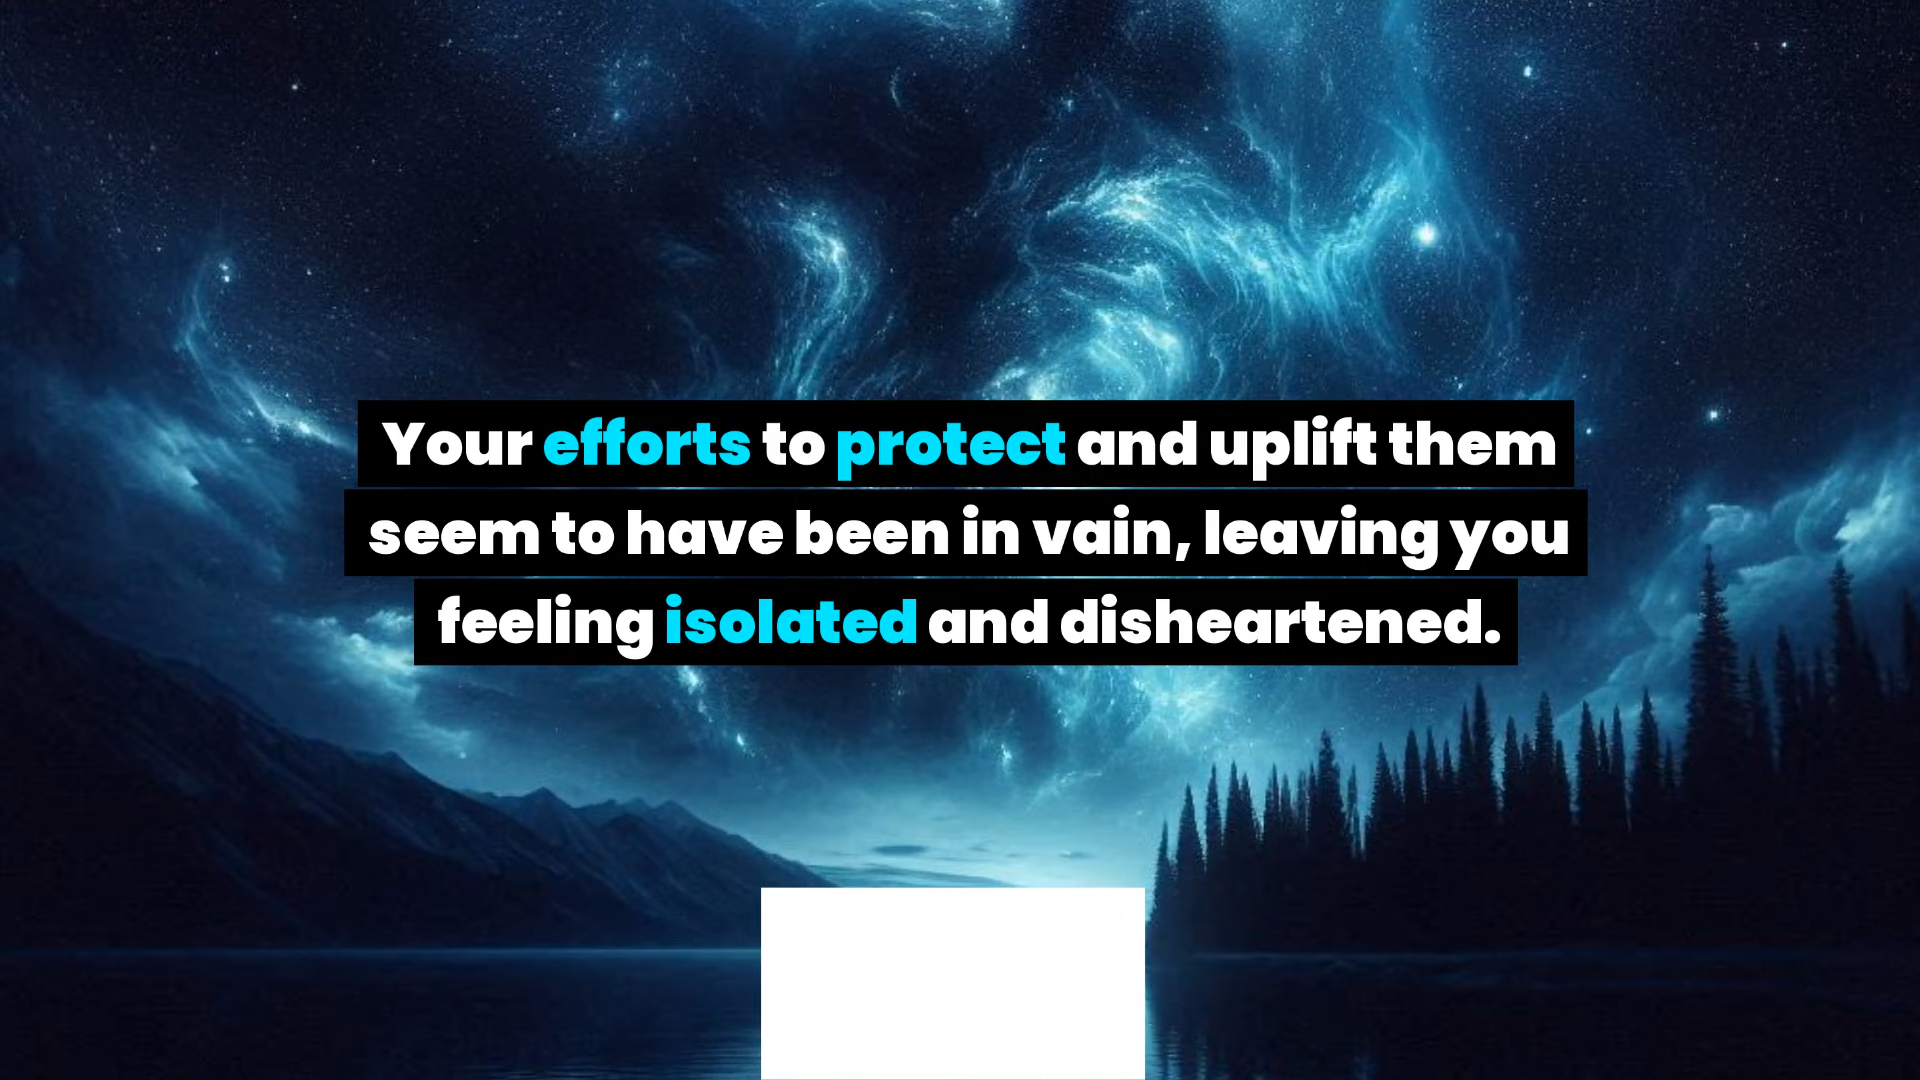 Your efforts to protect and uplift them
seem to have been in vain, leaving you
feeling isolated and disheartened.